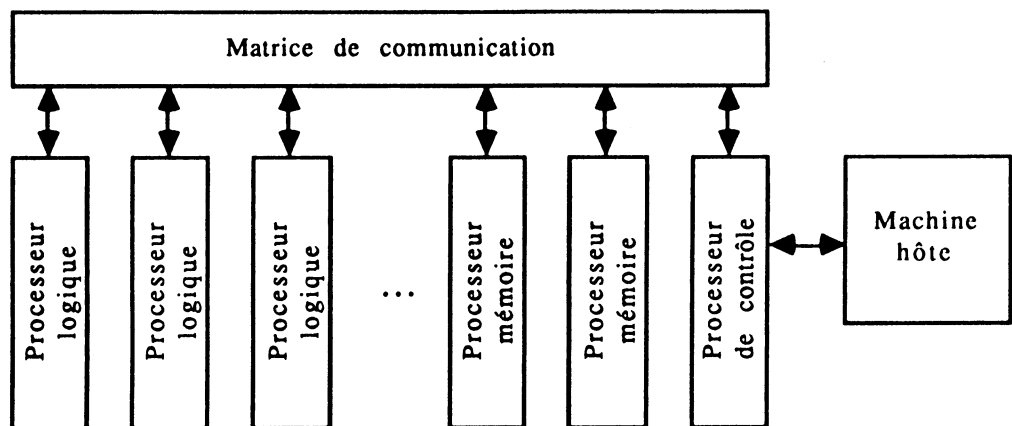 Matrice de communication
Processeur
logique
Processeur
logique
Processeur
logique
...
Processeur
mémoire
Processeur
mémoire
Processeur
de contrôle
Machine
hôte